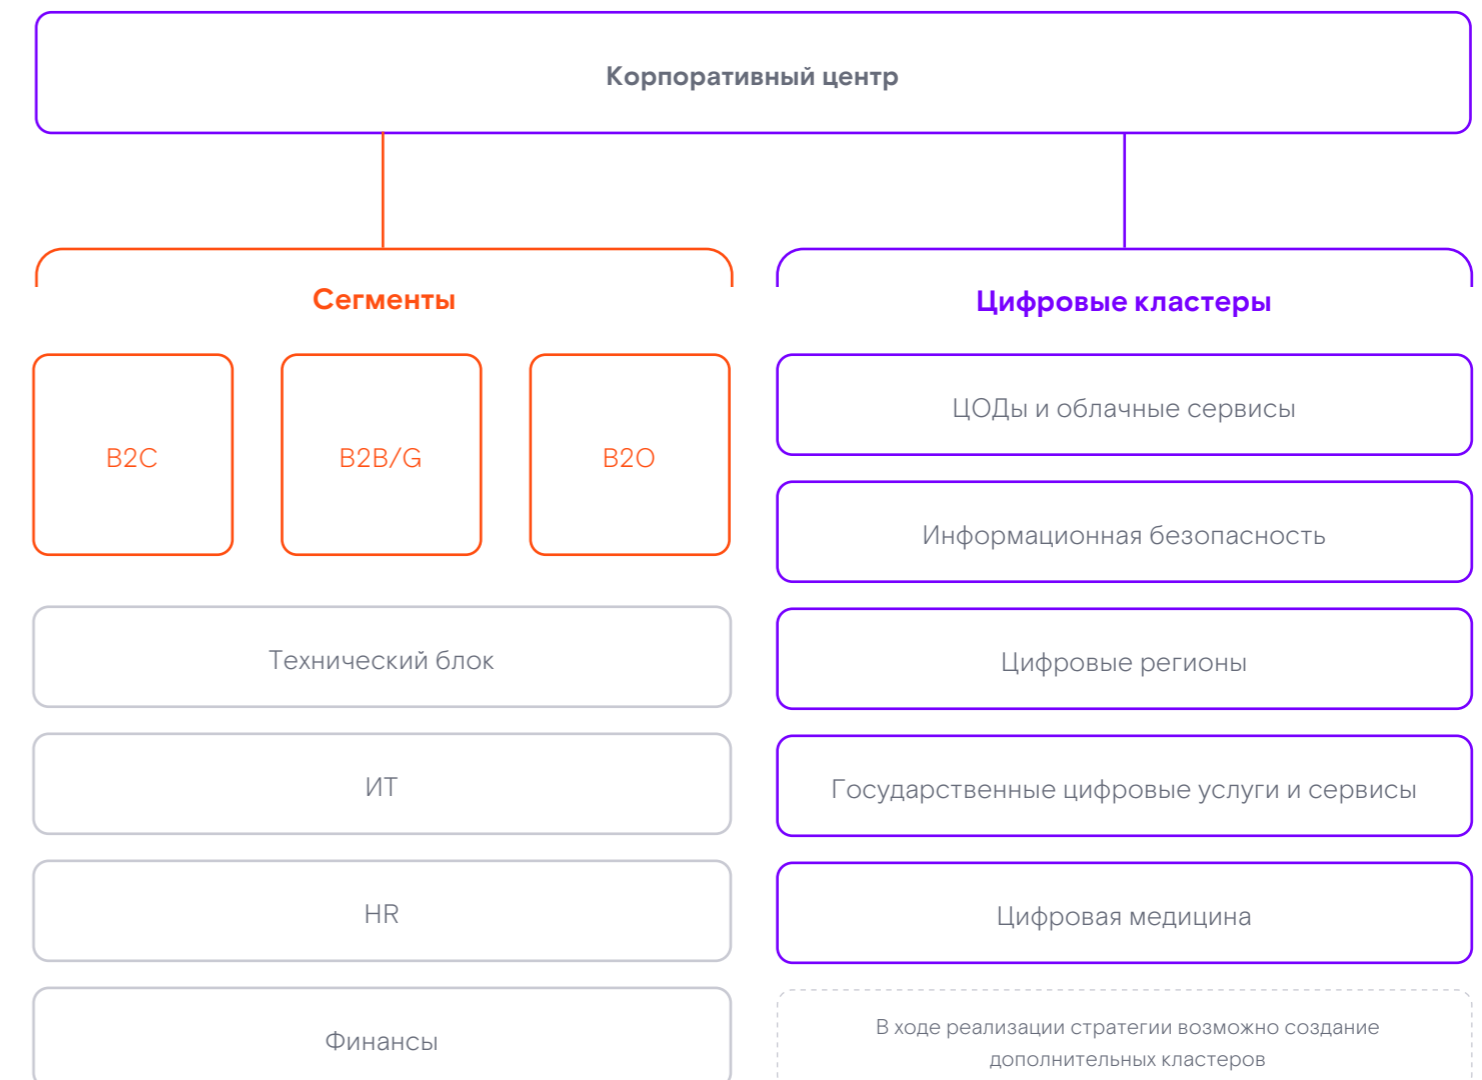 Корпоративный центр
Сегменты
B2C
B2B/G
B2O
Технический блок
ИТ
HR
Финансы
Цифровые кластеры
ЦОДы и облачные сервисы
Информационная безопасность
Цифровые регионы
Государственные цифровые услуги и сервисы
Цифровая медицина
В ходе реализации стратегии возможно создание
дополнительных кластеров